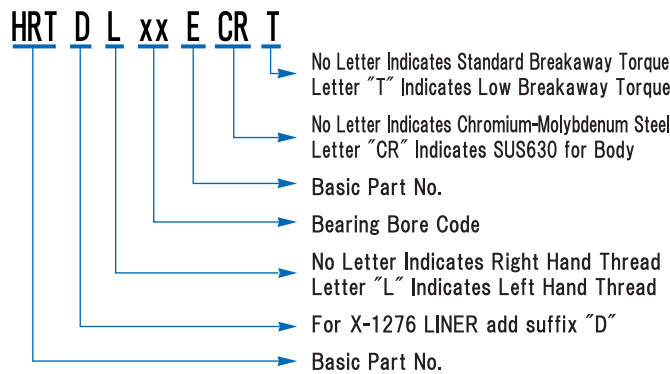 HRT D L xx E CR T
No Letter Indicates Standard Breakaway Torque
Letter ″T″ Indicates Low Breakaway Torque
No Letter Indicates Chromium-Molybdenum Steel
Letter ″CR″ Indicates SUS630 for Body
Basic Part No.
Bearing Bore Code
No Letter Indicates Right Hand Thread
Letter ″L″ Indicates Left Hand Thread
For X-1276 LINER add suffix ″D″
Basic Part No.